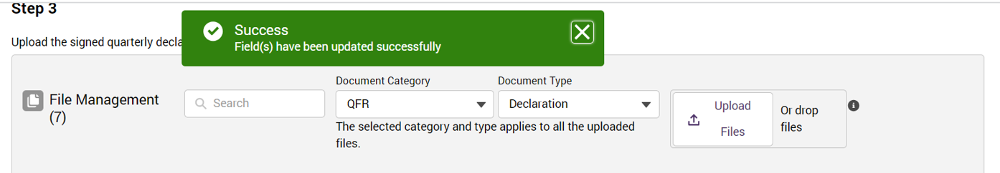 Step 3
Success
Field(s) have been updated successfully
Upload the signed quarterly decla
File Management
(7)
Search
Document Category
QFR
Document Type
Declaration
The selected category and type applies to all the uploaded
files.
Upload
Files
Or drop
files